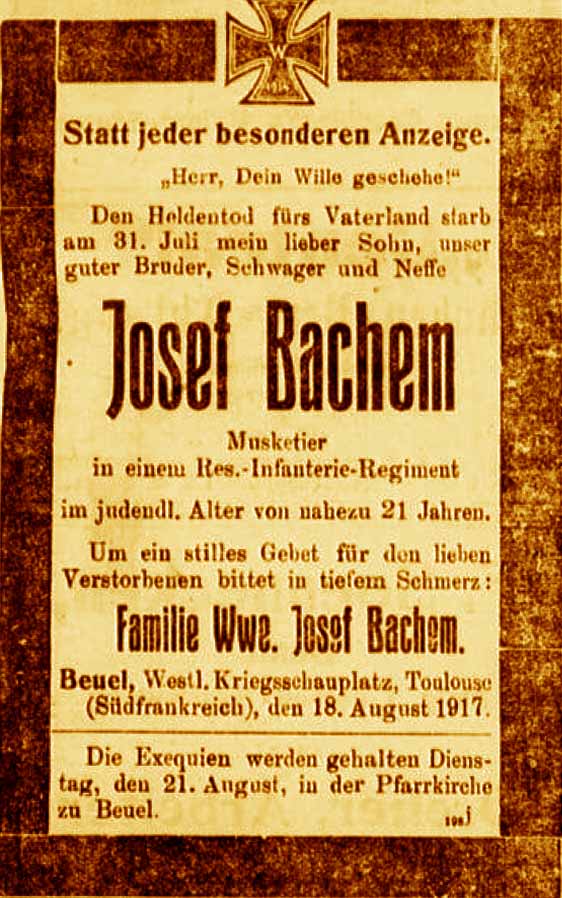 W
1914
Statt jeder besonderen Anzeige.
„Herr, Dein Wille geschehe!“
Den Heldentod fürs Vaterland starb
am 31. Juli mein lieber Sohn, unser
guter Bruder, Schwager und Neffe
Josef Bachem
Musketier
in einem Res.-Infanterie-Regiment
im judendl. Alter von nahezu 21 Jahren.
Um ein stilles Gebet für den lieben
Verstorbenen bittet in tiefem Schmerz:
Familie Wwe. Josef Bachem.
Beuel, Westl. Kriegsschauplatz, Toulouse
(Südfrankreich), den 18. August 1917.
Die Exequien werden gehalten Diens-
tag, den 21. August, in der Pfarrkirche
zu Beuel.